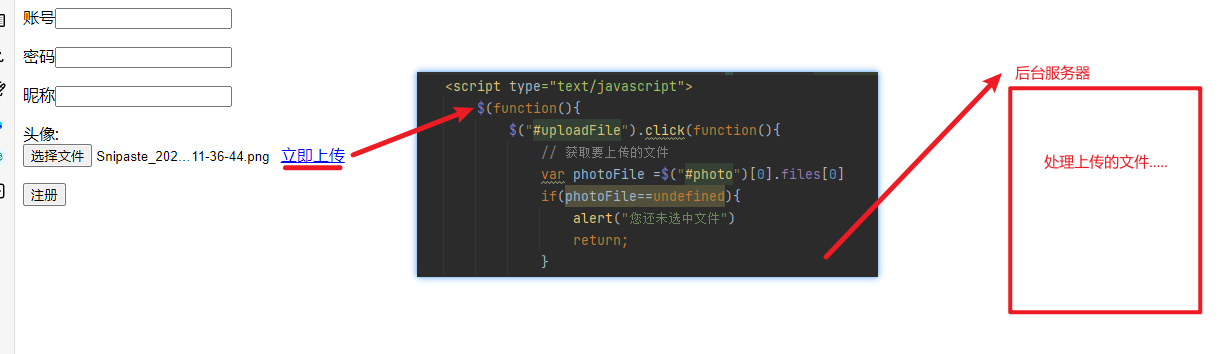 账号
密码
昵称
头像:
选择文件 Snipaste_202...11-36-44.png 立即上传
注册
<script type="text/javascript">
$(function(){
$("#uploadFile").click(function(){
// 获取要上传的文件
var photoFile =$("#photo")[0].files[0]
if(photoFile==undefined){
alert("您还未选中文件")
return;
}
后台服务器
处理上传的文件.....